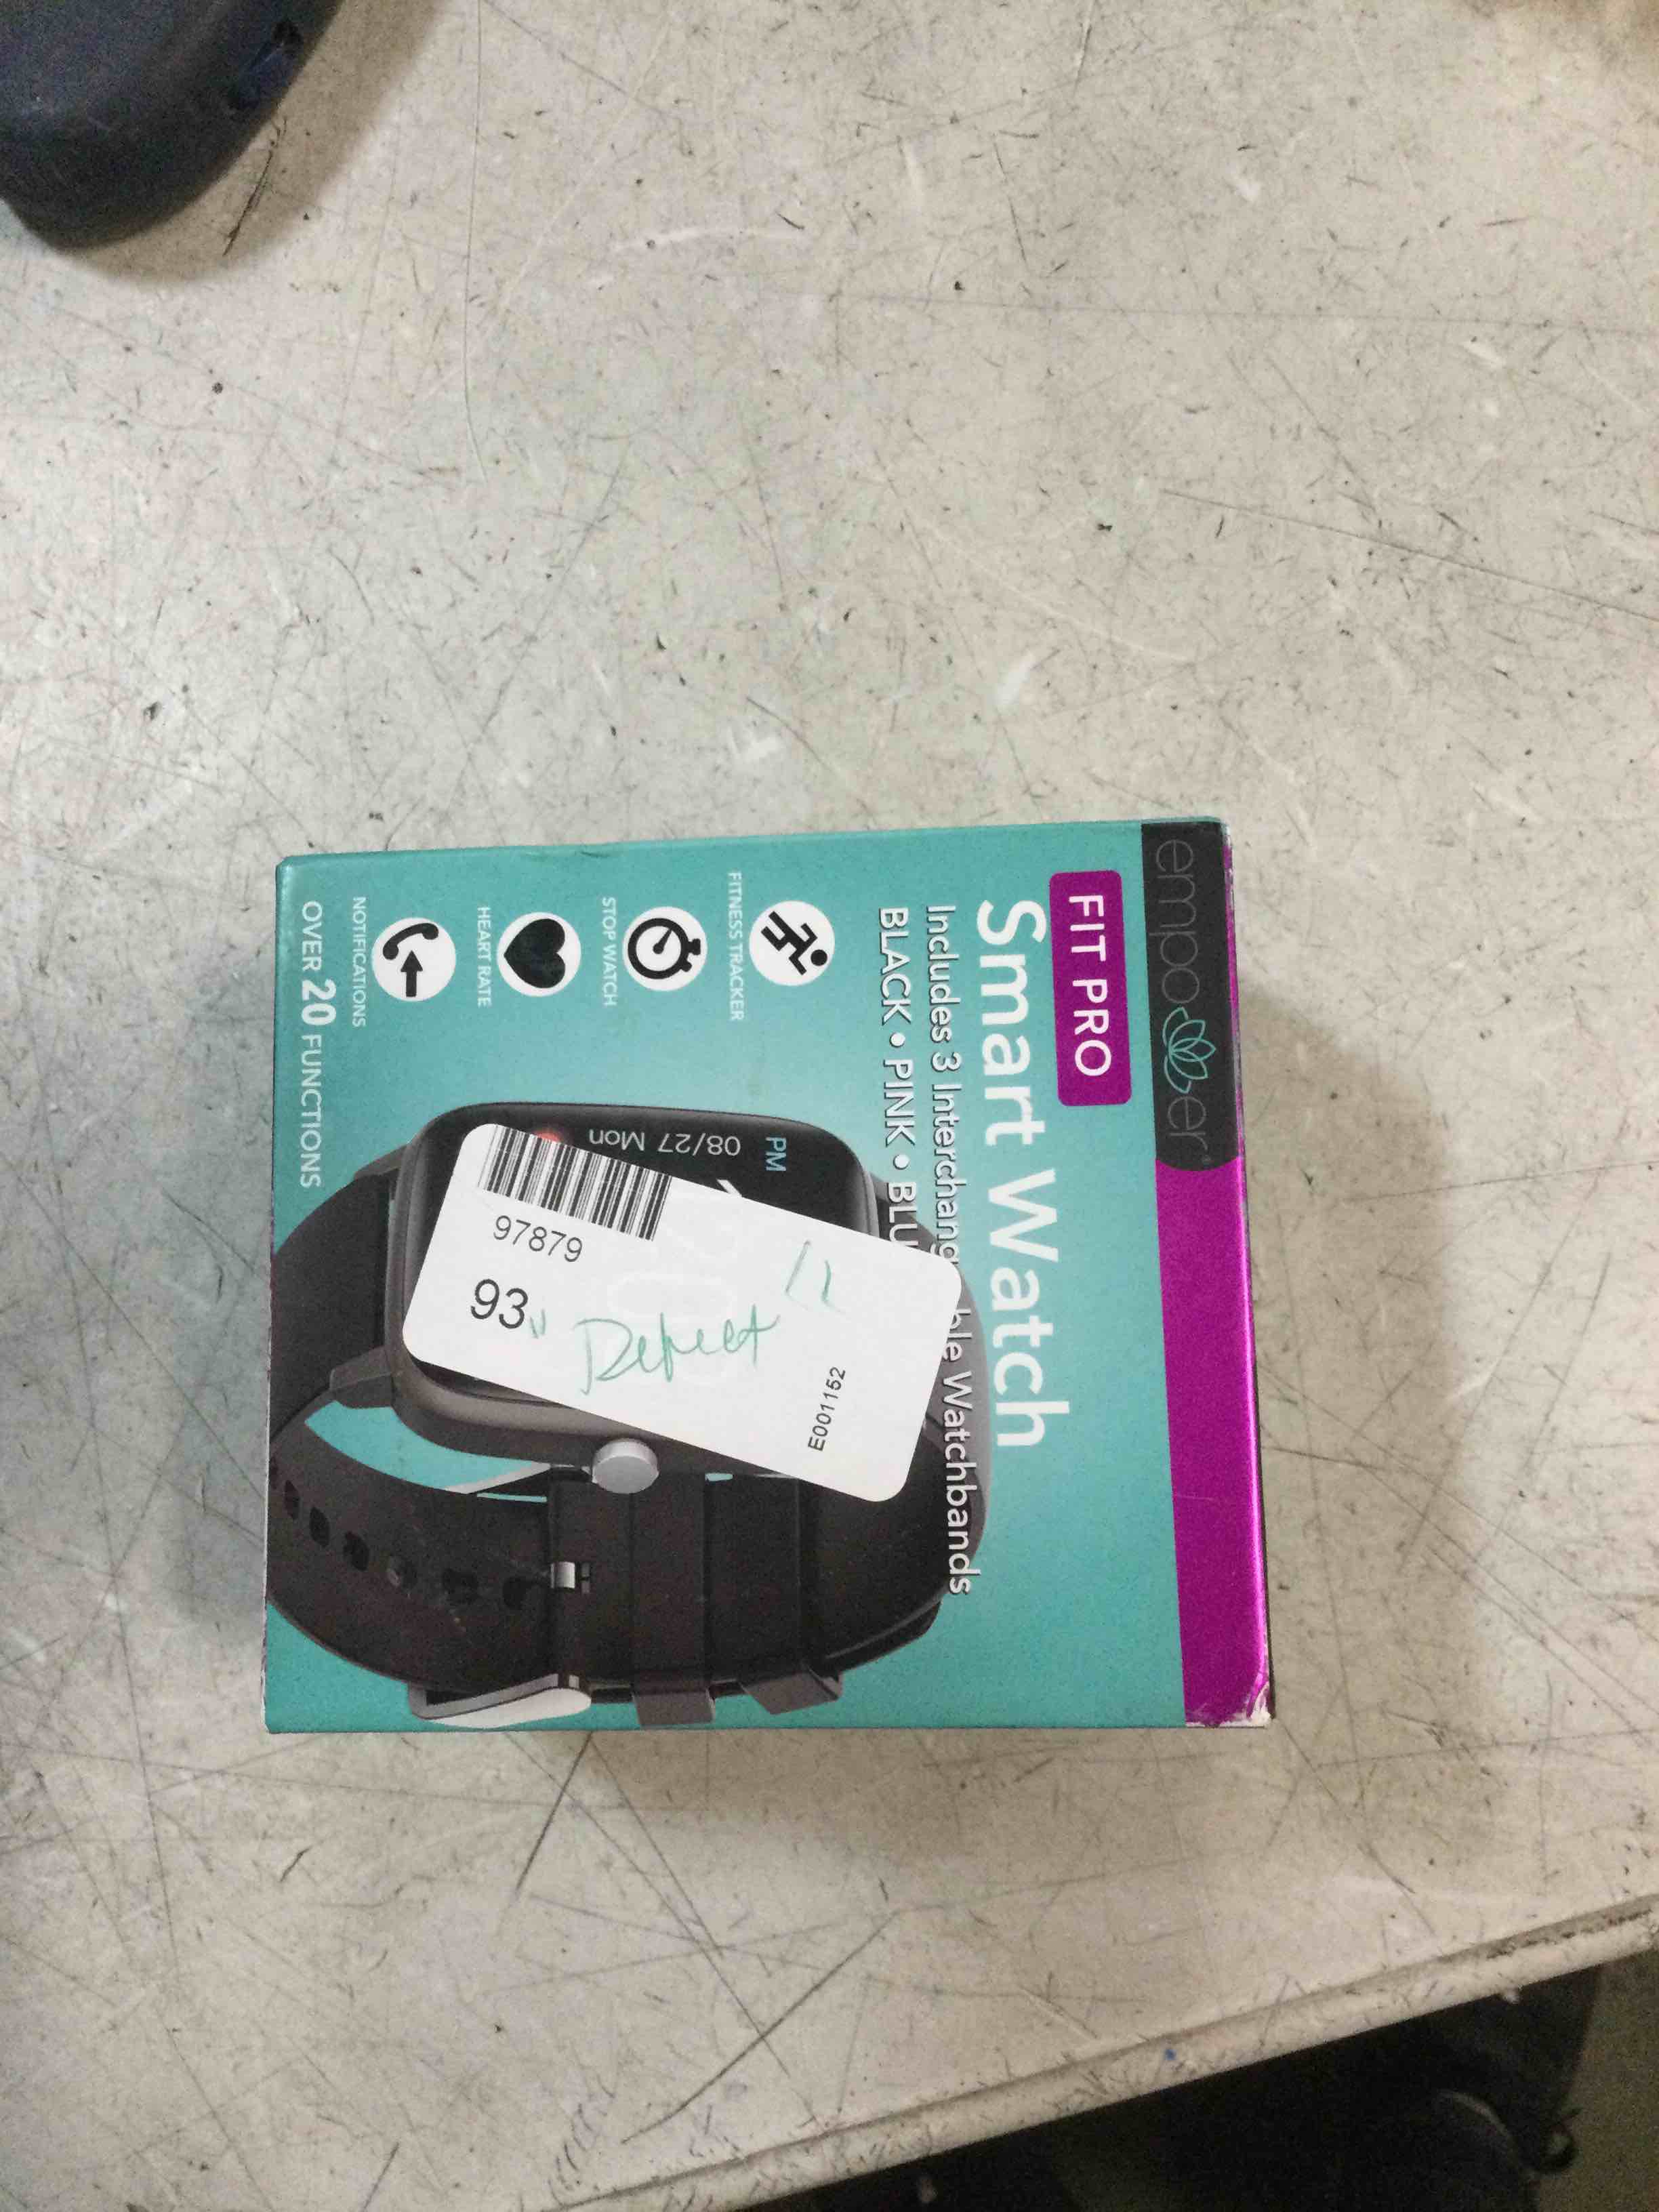 empower®
FIT PRO
Smart Watch
Includes 3 Interchang ble Watchbands
BLACK • PINK • BLU
FITNESS TRACKER
STOP WATCH
HEART RATE
NOTIFICATIONS
OVER 20 FUNCTIONS
PM
08/27 Mon
97879
93"
Defect
12
E001152